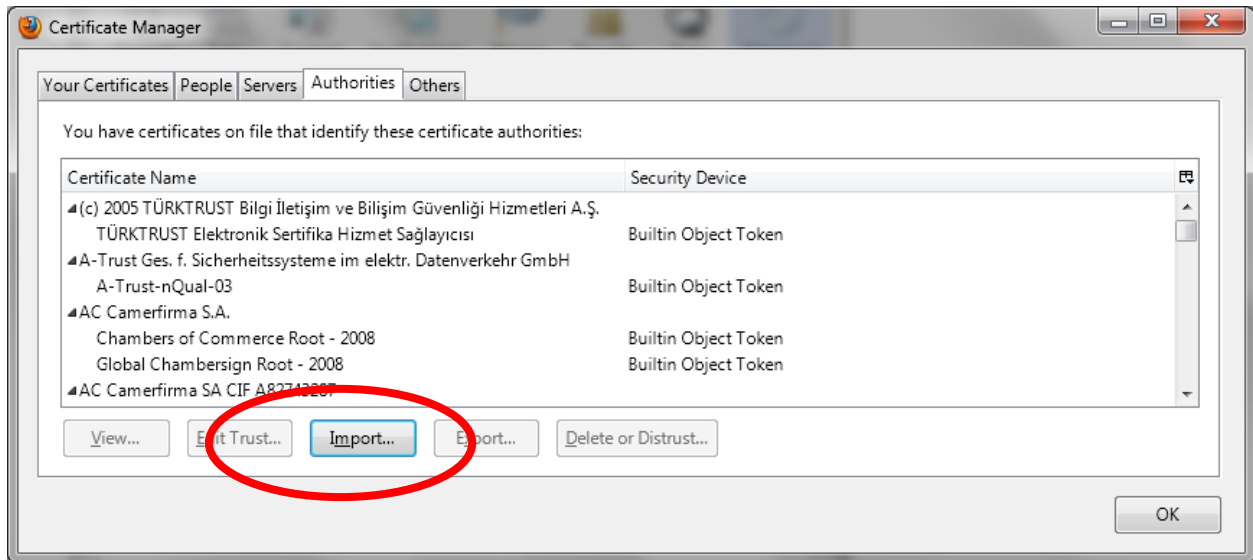 Certificate Manager
Your Certificates People Servers Authorities Others
You have certificates on file that identify these certificate authorities:
Certificate Name Security Device
(c) 2005 TÜRKTRUST Bilgi İletişim ve Bilişim Güvenliği Hizmetleri A.Ş.
TÜRKTRUST Elektronik Sertifika Hizmet Sağlayıcısı Builtin Object Token
A-Trust Ges. f. Sicherheitssysteme im elektr. Datenverkehr GmbH
A-Trust-nQual-03 Builtin Object Token
AC Camerfirma S.A.
Chambers of Commerce Root - 2008 Builtin Object Token
Global Chambersign Root - 2008 Builtin Object Token
AC Camerfirma SA CIF A82743287
View... Edit Trust... Import... Export... Delete or Distrust...
OK